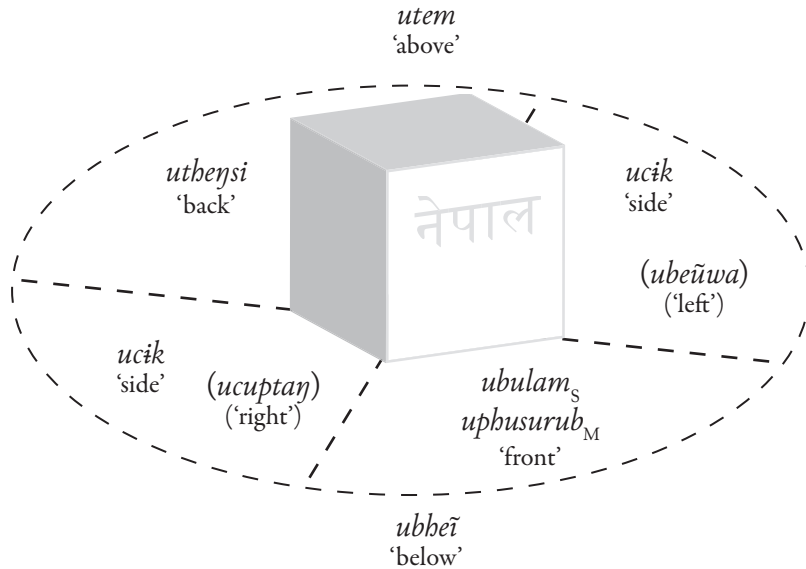 utem
‘above’
utheŋsi
‘back’
ucɨk
‘side’
नेपाल
(ubeũwa)
(‘left’)
ucɨk
‘side’
(ucuptaŋ)
(‘right’)
ubulamS
uphusurubM
‘front’
ubheĩ
‘below’